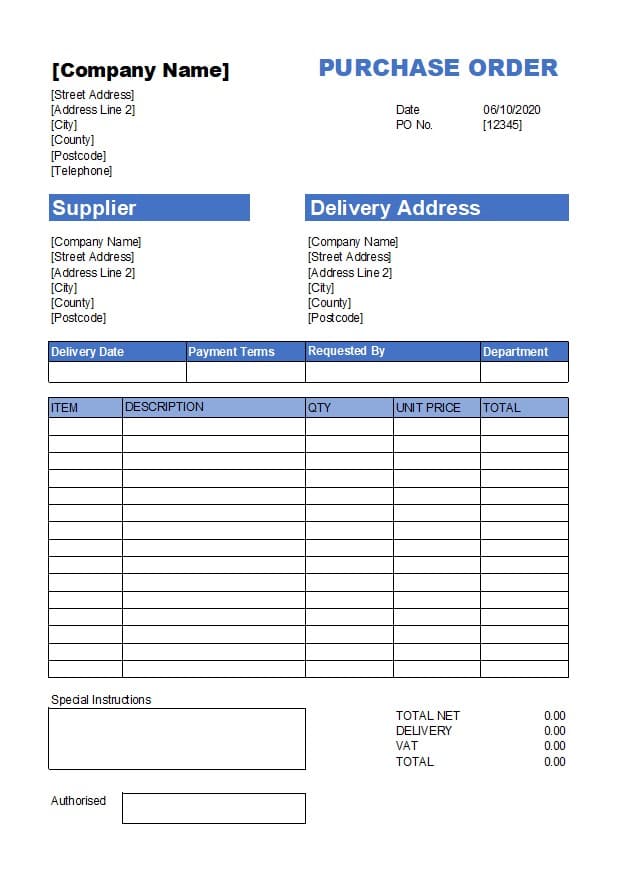 [Company Name]
PURCHASE ORDER
[Street Address]
[Address Line 2]
[City]
[County]
[Postcode]
[Telephone]
Date 06/10/2020
PO No. [12345]
Supplier
[Company Name]
[Street Address]
[Address Line 2]
[City]
[County]
[Postcode]
Delivery Address
[Company Name]
[Street Address]
[Address Line 2]
[City]
[County]
[Postcode]
Delivery Date Payment Terms Requested By Department
ITEM DESCRIPTION QTY UNIT PRICE TOTAL
Special Instructions
TOTAL NET 0.00
DELIVERY 0.00
VAT 0.00
TOTAL 0.00
Authorised